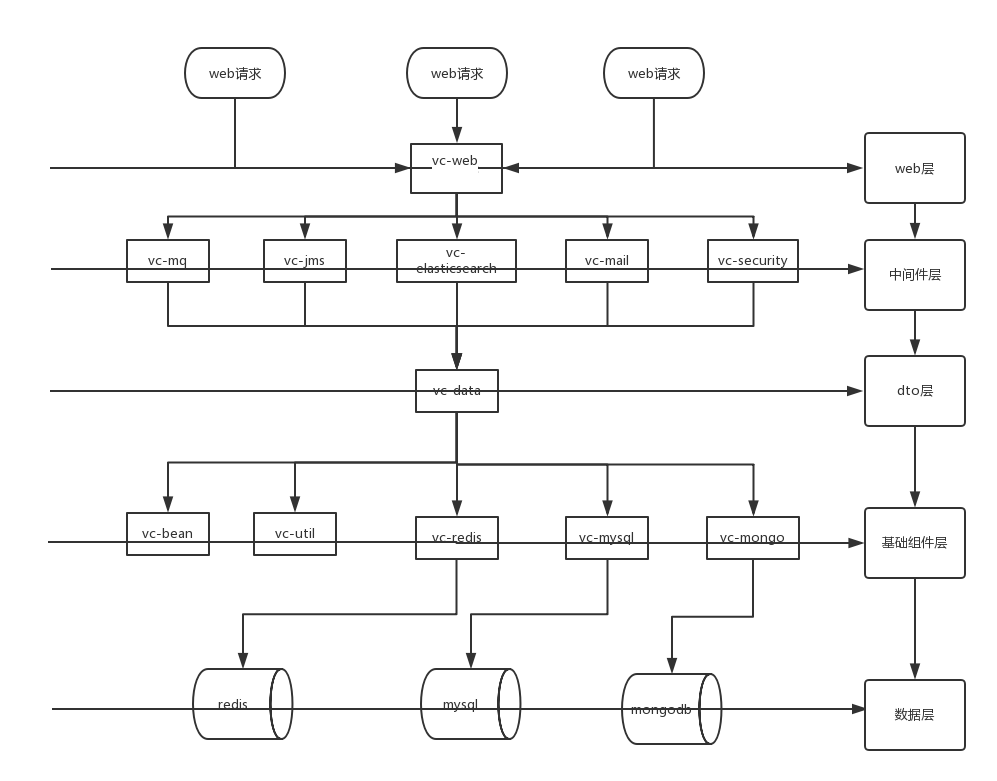 web请求
web请求
web请求
vc-web
web层
vc-mq
vc-jms
vc-
elasticsearch
vc-mail
vc-security
中间件层
vc-data
dto层
vc-bean
vc-util
vc-redis
vc-mysql
vc-mongo
基础组件层
redis
mysql
mongodb
数据层